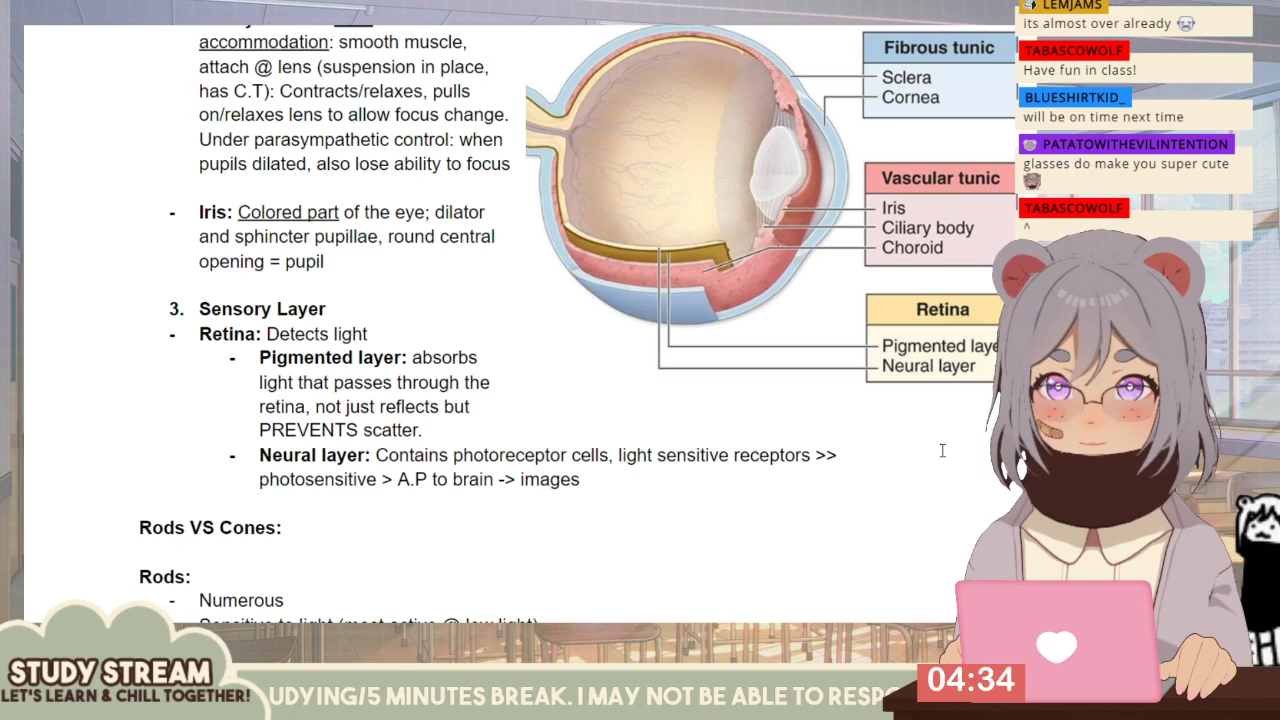 accommodation: smooth muscle,
attach @ lens (suspension in place,
has C.T): Contracts/relaxes, pulls
on/relaxes lens to allow focus change.
Under parasympathetic control: when
pupils dilated, also lose ability to focus
- Iris: Colored part of the eye; dilator
and sphincter pupillae, round central
opening = pupil
3. Sensory Layer
- Retina: Detects light
- Pigmented layer: absorbs
light that passes through the
retina, not just reflects but
PREVENTS scatter.
- Neural layer: Contains photoreceptor cells, light sensitive receptors >>
photosensitive > A.P to brain -> images
Rods VS Cones:
Rods:
- Numerous
Sensitive to light (most active @ low light)
Fibrous tunic
Sclera
Cornea
Vascular tunic
Iris
Ciliary body
Choroid
Retina
Pigmented laye
Neural layer
LEMJAMS
its almost over already
TABASCOWOLF
Have fun in class!
BLUESHIRTKID_
will be on time next time
PATATOWITHEVILINTENTION
glasses do make you super cute
TABASCOWOLF
^
STUDY STREAM
LET'S LEARN & CHILL TOGETHER!
UDYING/5 MINUTES BREAK. I MAY NOT BE ABLE TO RESPO
04:34